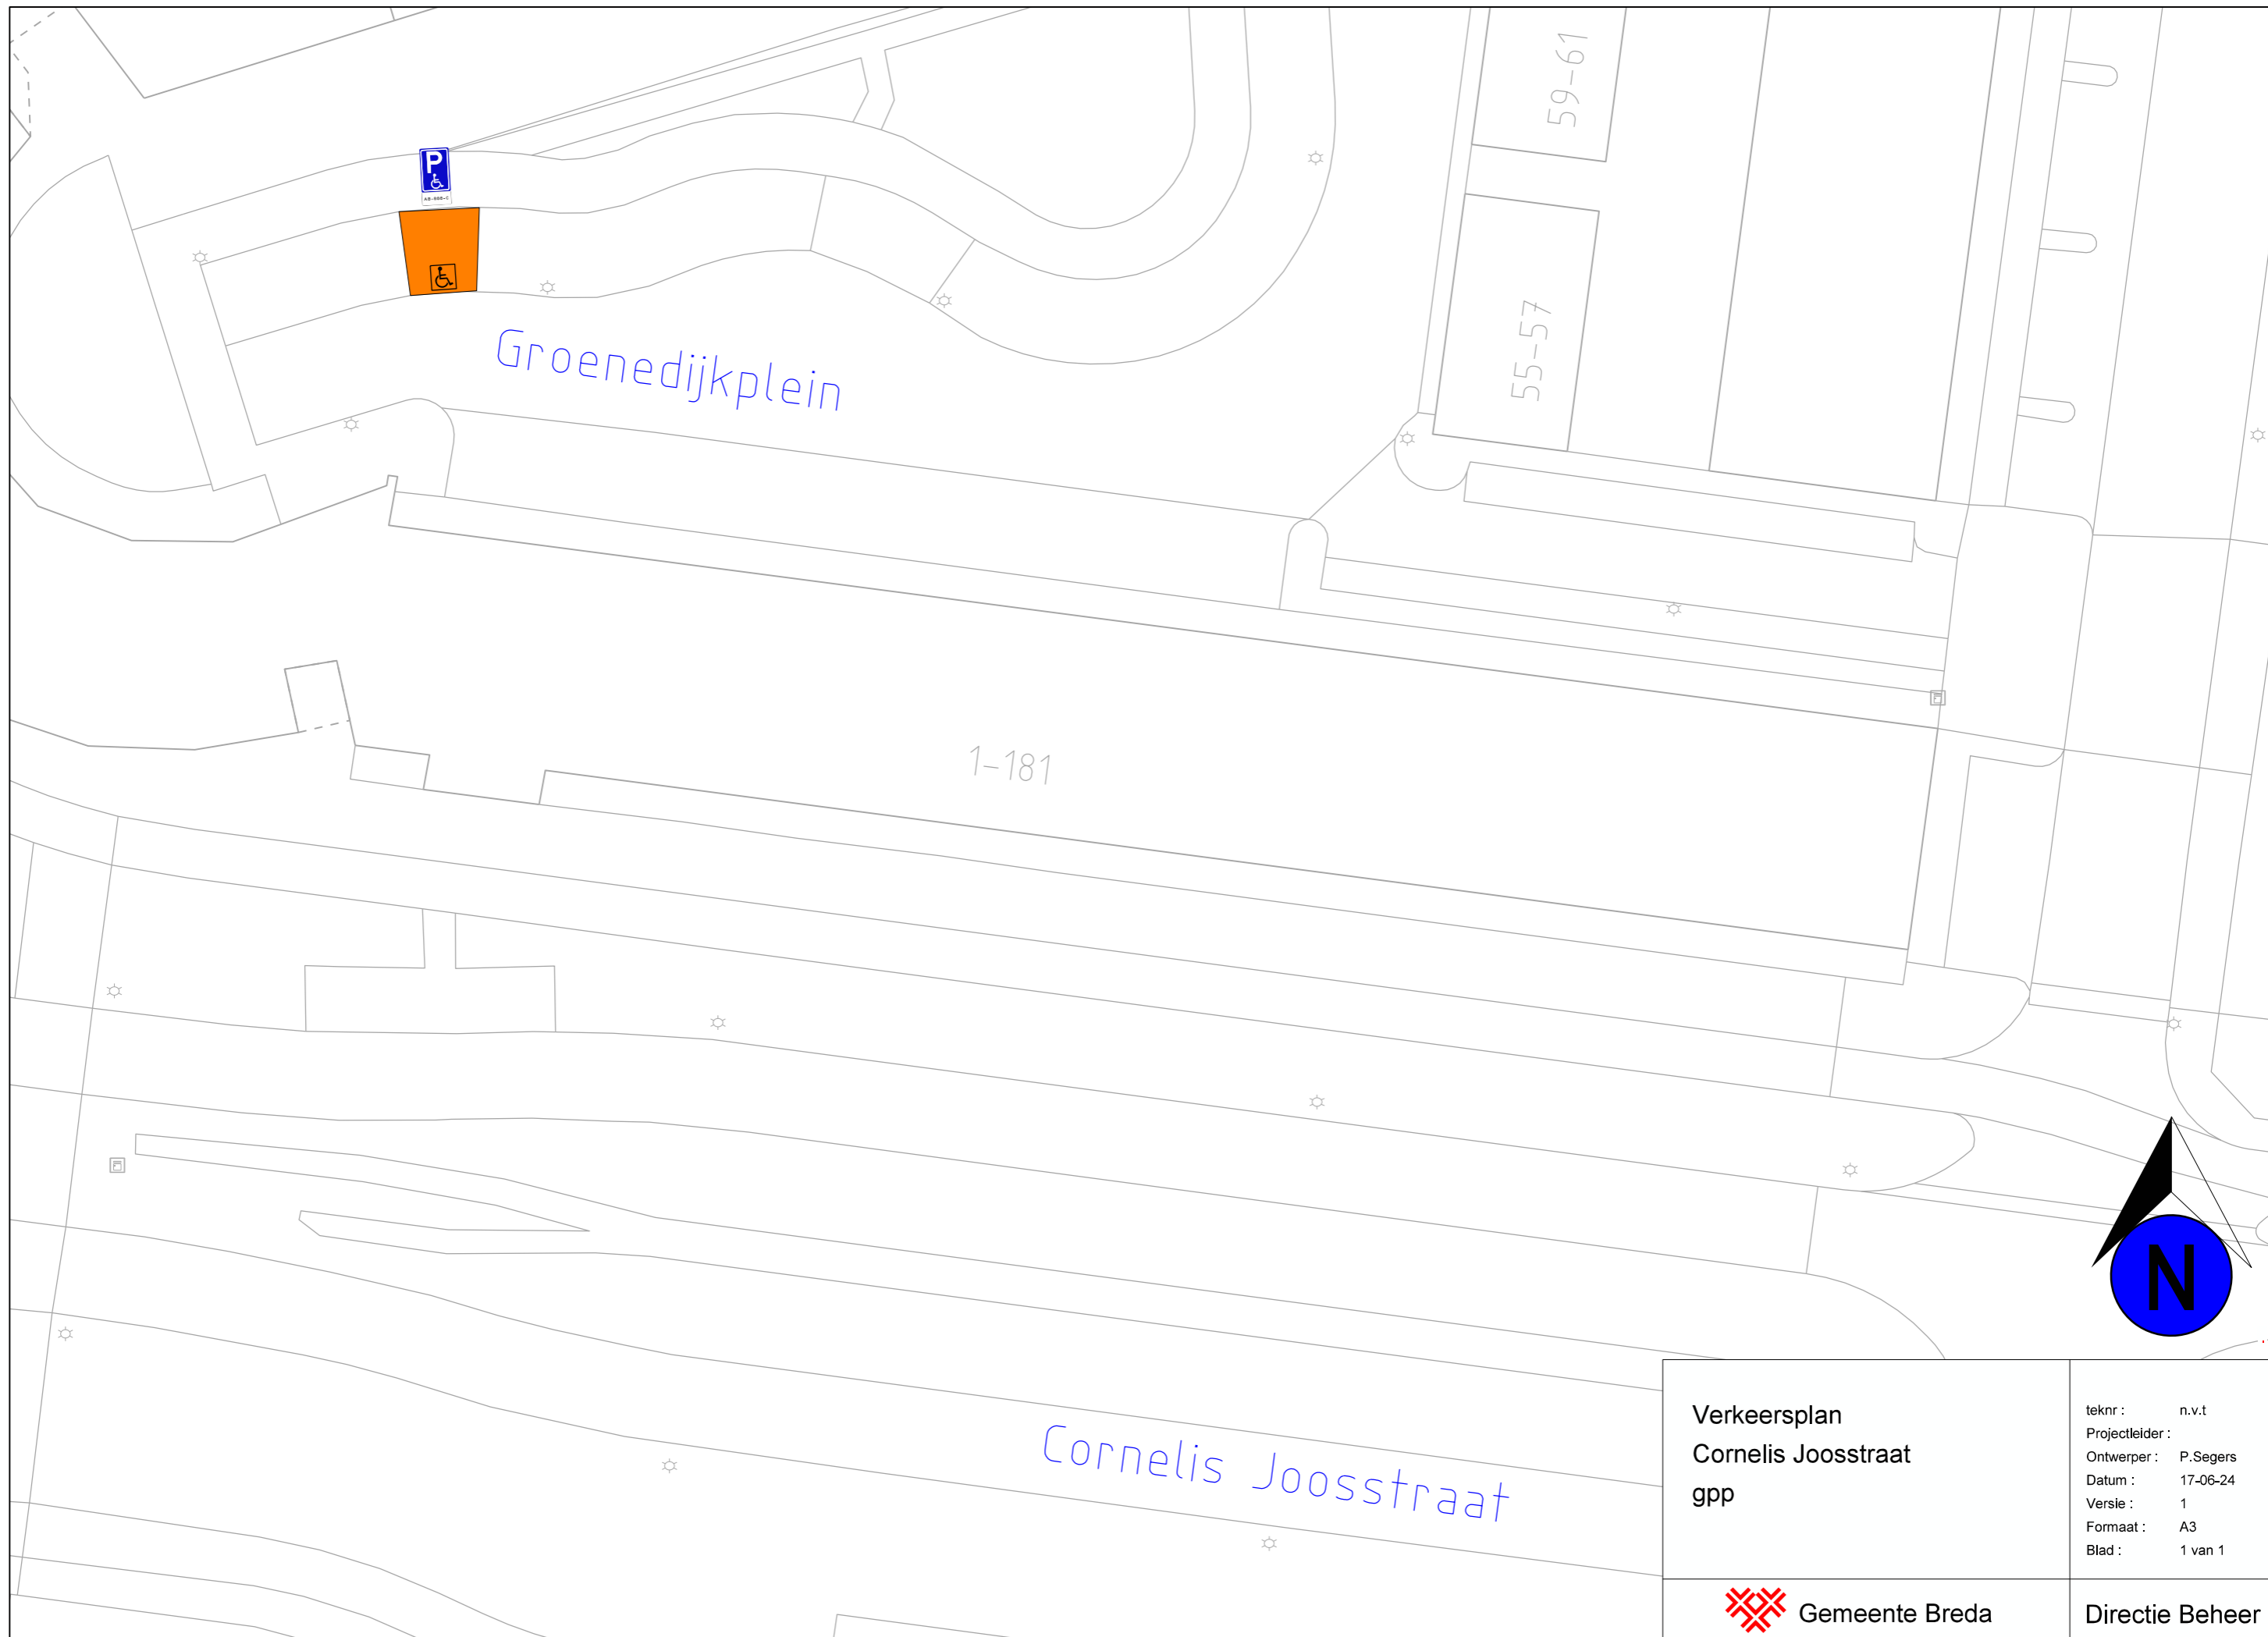 59-61
P
Groenedijkplein
55-57
1-181
N
Cornelis Joosstraat
Verkeersplan
Cornelis Joosstraat
gpp
teknr : n.v.t
Projectleider :
Ontwerper : P.Segers
Datum : 17-06-24
Versie : 1
Formaat : A3
Blad : 1 van 1
Gemeente Breda
Directie Beheer